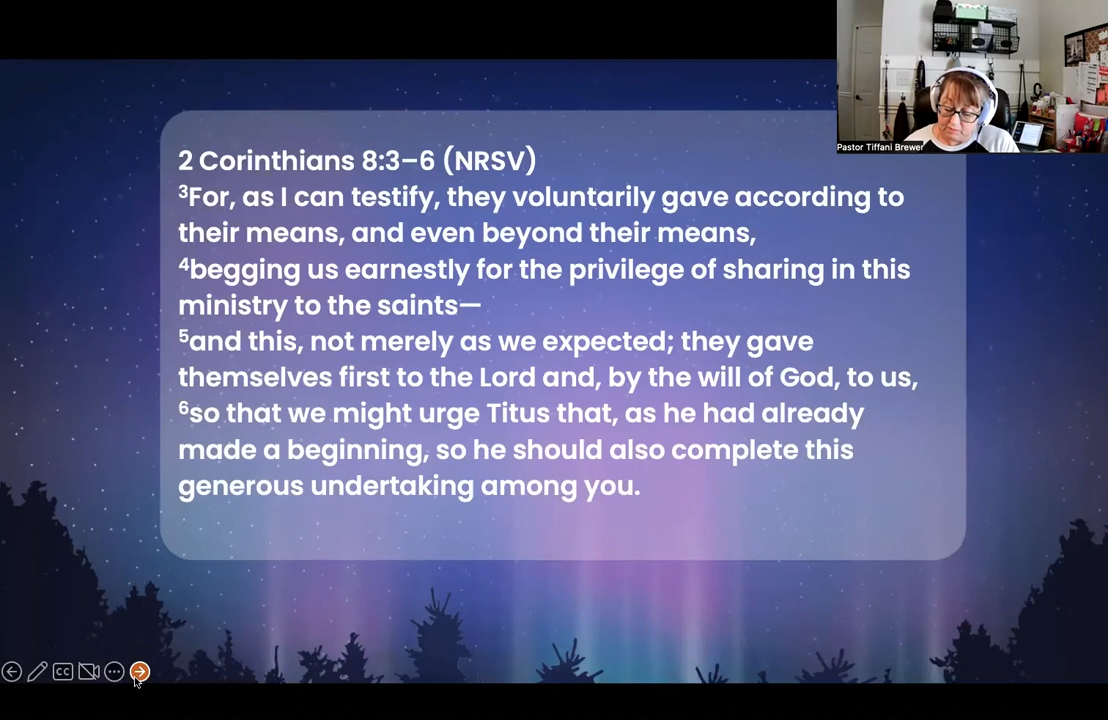 2 Corinthians 8:3–6 (NRSV)
³For, as I can testify, they voluntarily gave according to
their means, and even beyond their means,
⁴begging us earnestly for the privilege of sharing in this
ministry to the saints—
⁵and this, not merely as we expected; they gave
themselves first to the Lord and, by the will of God, to us,
⁶so that we might urge Titus that, as he had already
made a beginning, so he should also complete this
generous undertaking among you.
Pastor Tiffani Brewer
CC